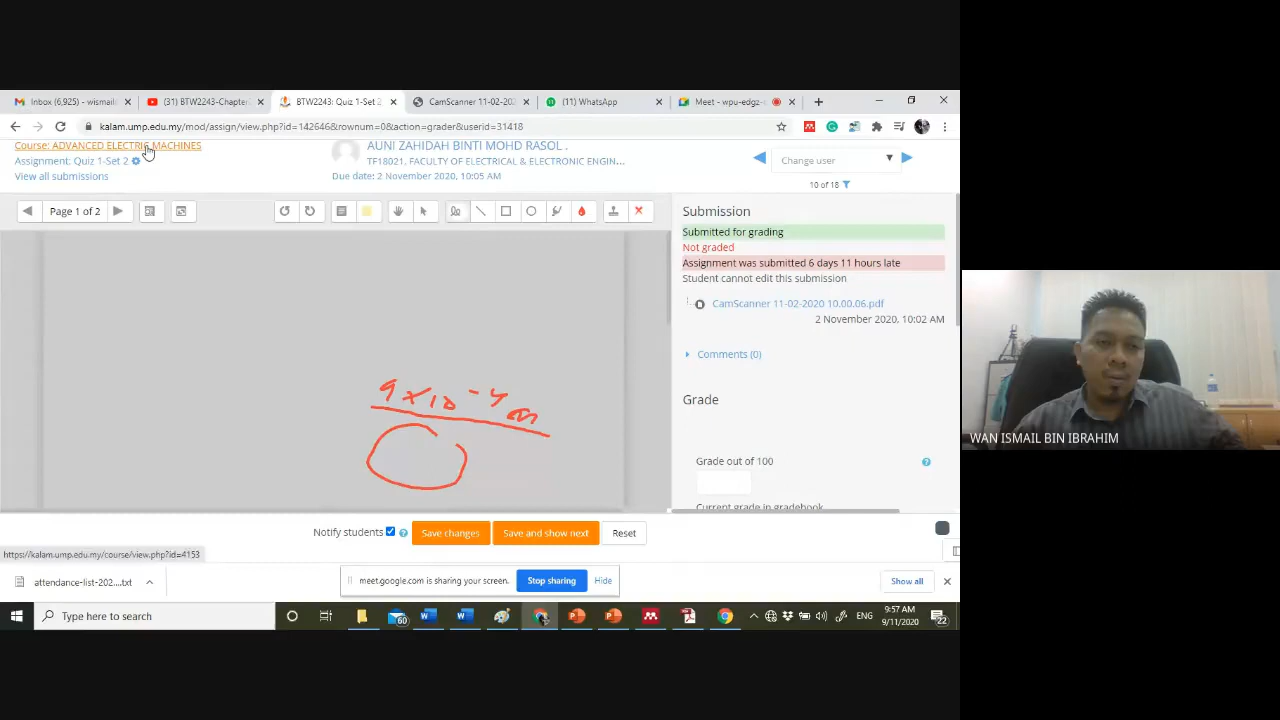 Inbox (6,925) - wismail
(31) BTW2243-Chapter
BTW2243: Quiz 1-Set 2
CamScanner 11-02-202
(11) WhatsApp
Meet - wpu-edgz-
kalam.ump.edu.my/mod/assign/view.php?id=142646&rownum=0&action=grader&userid=31418
Course: ADVANCED ELECTRIC MACHINES
Assignment: Quiz 1-Set 2
View all submissions
AUNI ZAHIDAH BINTI MOHD RASOL .
TF18021, FACULTY OF ELECTRICAL & ELECTRONIC ENGIN...
Due date: 2 November 2020, 10:05 AM
Change user
10 of 18
Page 1 of 2
Submission
Submitted for grading
Not graded
Assignment was submitted 6 days 11 hours late
Student cannot edit this submission
CamScanner 11-02-2020 10.00.06.pdf
2 November 2020, 10:02 AM
Comments (0)
Grade
Grade out of 100
Current grade in gradebook
9 x 10 -4 m
WAN ISMAIL BIN IBRAHIM
Notify students
Save changes
Save and show next
Reset
https://kalam.ump.edu.my/course/view.php?id=4153
attendance-list-202....txt
meet.google.com is sharing your screen.
Stop sharing
Hide
Show all
Type here to search
60
ENG
9:57 AM
9/11/2020
22